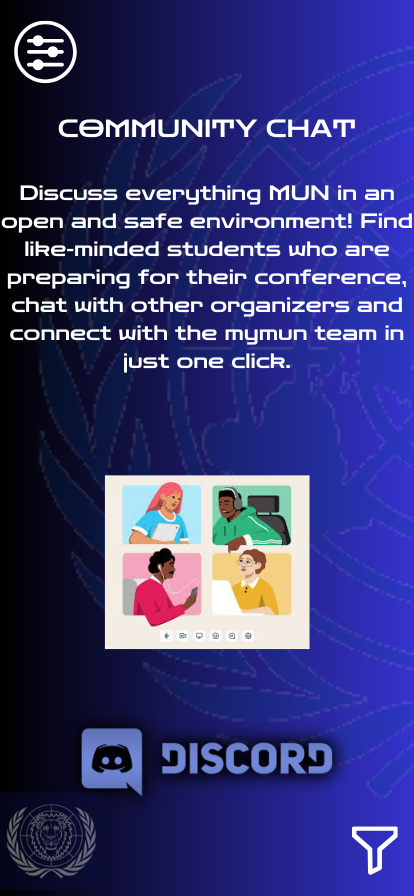 COMMUNITY CHAT
Discuss everything MUN in an
open and safe environment! Find
like-minded students who are
preparing for their conference,
chat with other organizers and
connect with the mymun team in
just one click.
DISCORD